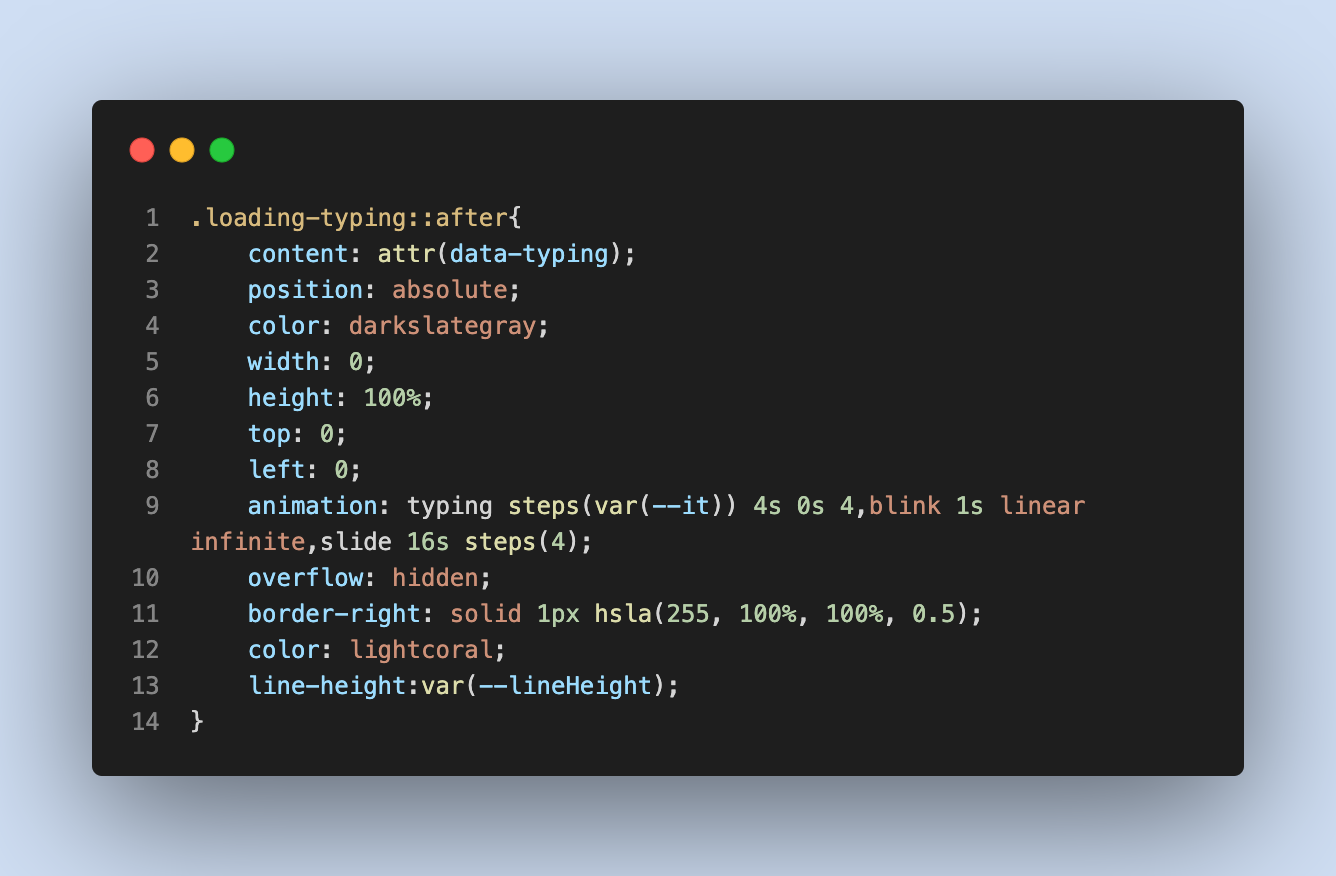 1 .loading-typing::after{
2     content: attr(data-typing);
3     position: absolute;
4     color: darkslategray;
5     width: 0;
6     height: 100%;
7     top: 0;
8     left: 0;
9     animation: typing steps(var(--it)) 4s 0s 4,blink 1s linear
infinite,slide 16s steps(4);
10     overflow: hidden;
11     border-right: solid 1px hsla(255, 100%, 100%, 0.5);
12     color: lightcoral;
13     line-height:var(--lineHeight);
14 }